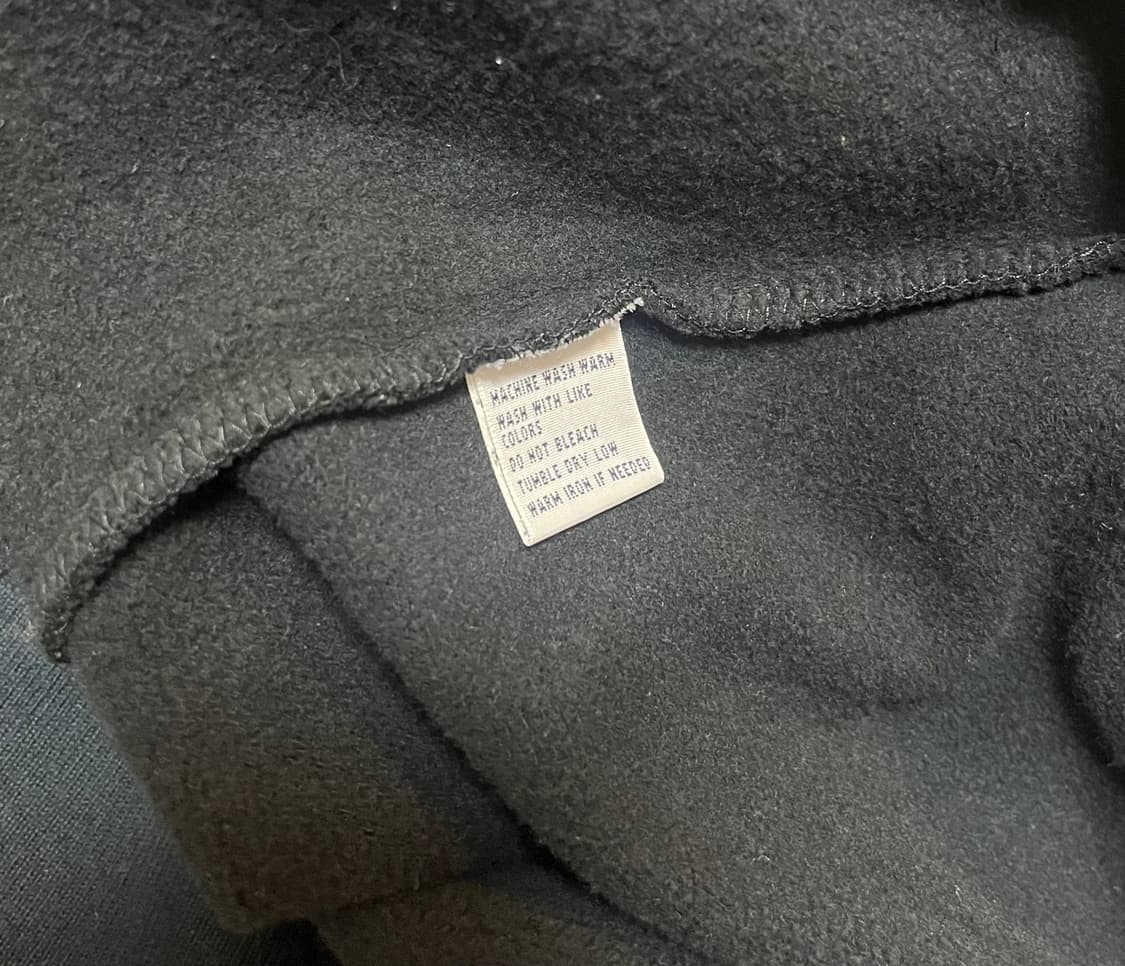 MACHINE WASH WARM
WASH WITH LIKE
COLORS
DO NOT BLEACH
TUMBLE DRY LOW
WARM IRON IF NEEDED